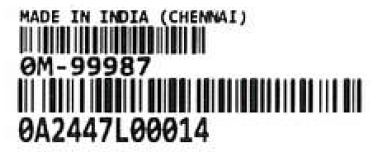 MADE IN INDIA (CHENNAI)
0M-99987
0A2447L00014